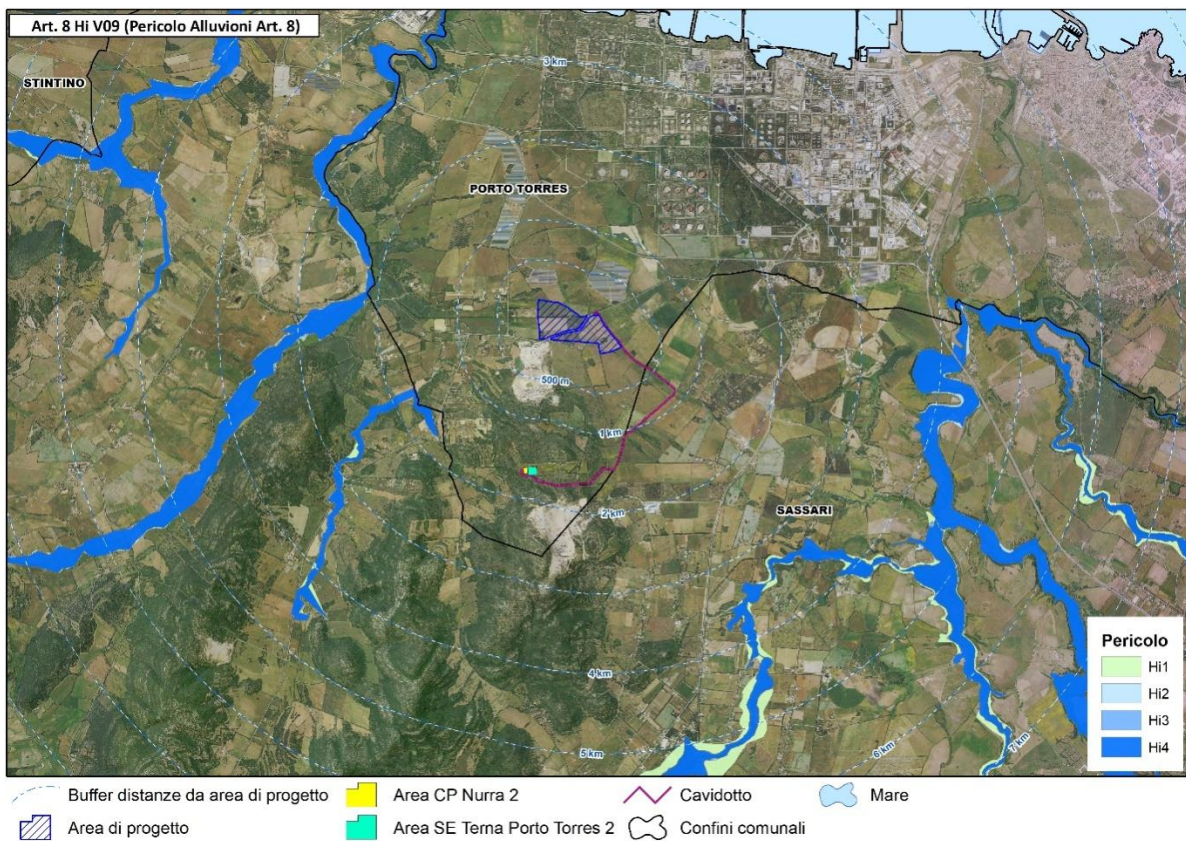 Art. 8 Hi V09 (Pericolo Alluvioni Art. 8)
STINTINO
3 km
PORTO TORRES
500 m
1 km
2 km
SASSARI
4 km
5 km
6 km
7 km
Pericolo
Hi1
Hi2
Hi3
Hi4
Buffer distanze da area di progetto
Area CP Nurra 2
Cavidotto
Mare
Area di progetto
Area SE Terna Porto Torres 2
Confini comunali